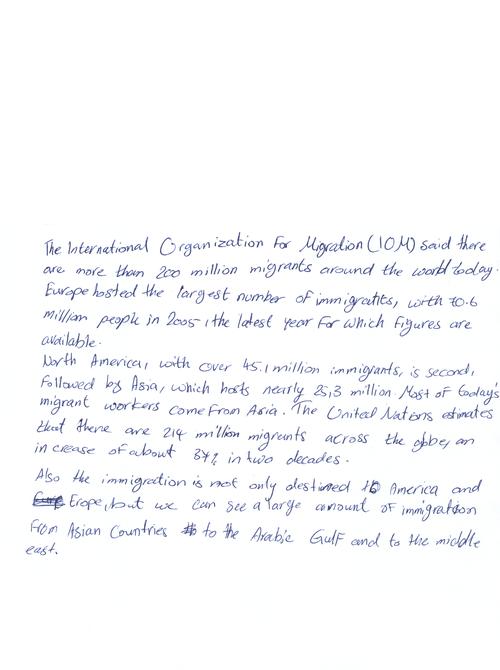 The International Organization For Migration (IOM) said there
are more than 200 million migrants around the world today.
Europe hosted the largest number of immigrants, with 70.6
million people in 2005, the latest year For which figures are
available.
North America, with over 45.1 million immigrants, is second,
Followed by Asia, which hosts nearly 25,3 million. Most of today's
migrant workers come From Asia. The United Nations estimates
that there are 214 million migrants across the globe, an
in crease of about 37% in two decades.
Also the immigration is not only destined to America and
Erope, but we can see a large amount of immigration
From Asian Countries to the Arabic Gulf and to the middle
east.